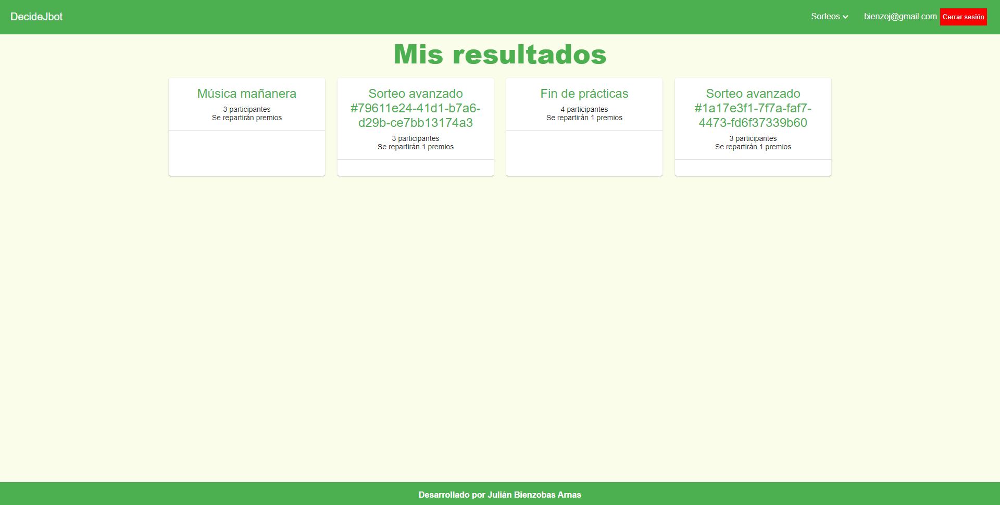 DecideJbot
Sorteos
bienzoj@gmail.com
Cerrar sesión
Mis resultados
Música mañanera
3 participantes
Se repartirán premios
Sorteo avanzado
#79611e24-41d1-b7a6-
d29b-ce7bb13174a3
3 participantes
Se repartirán 1 premios
Fin de prácticas
4 participantes
Se repartirán 1 premios
Sorteo avanzado
#1a17e3f1-7f7a-faf7-
4473-fd6f37339b60
3 participantes
Se repartirán 1 premios
Desarrollado por Julián Bienzobas Arnas